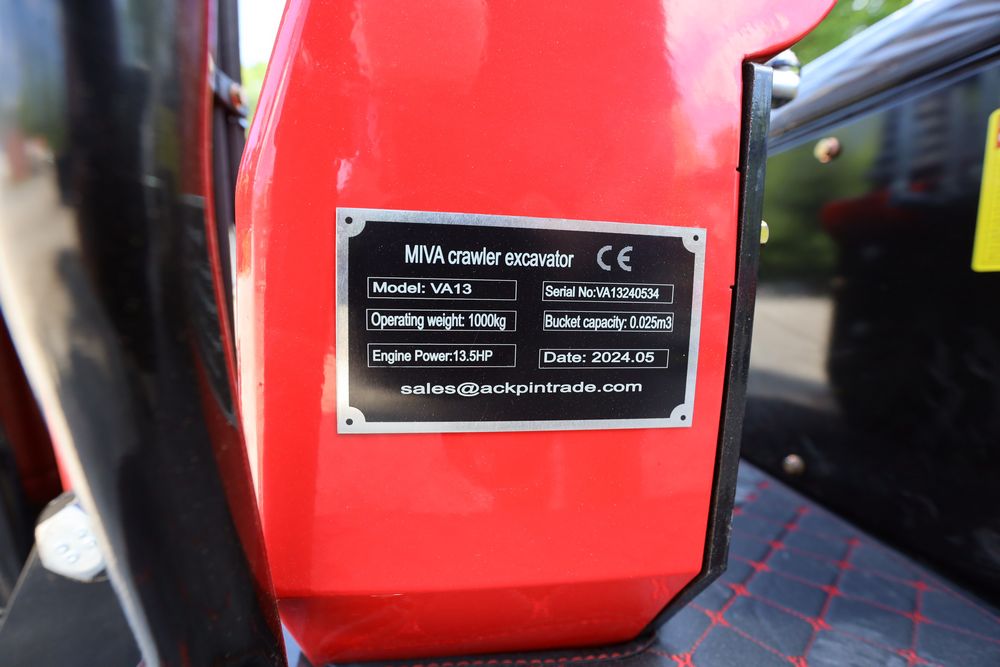 MIVA crawler excavator CE
Model: VA13 Serial No:VA13240534
Operating weight: 1000kg Bucket capacity: 0.025m3
Engine Power:13.5HP Date: 2024.05
sales@ackpintrade.com